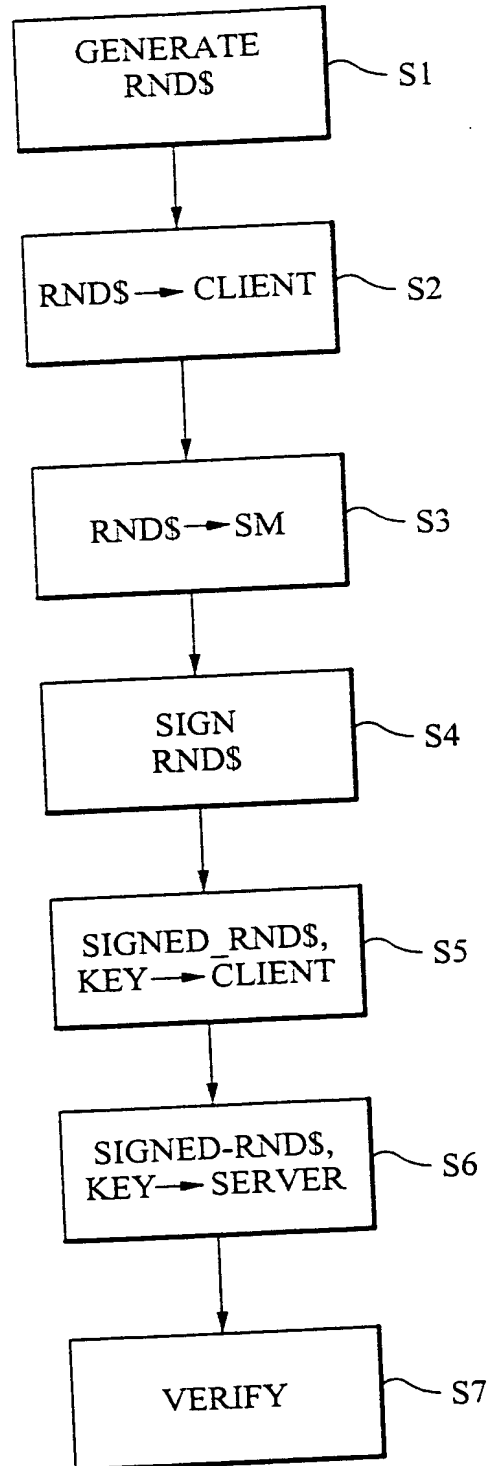 GENERATE
RND$
S1
RND$ → CLIENT
S2
RND$ → SM
S3
SIGN
RND$
S4
SIGNED_RND$,
KEY → CLIENT
S5
SIGNED-RND$,
KEY → SERVER
S6
VERIFY
S7